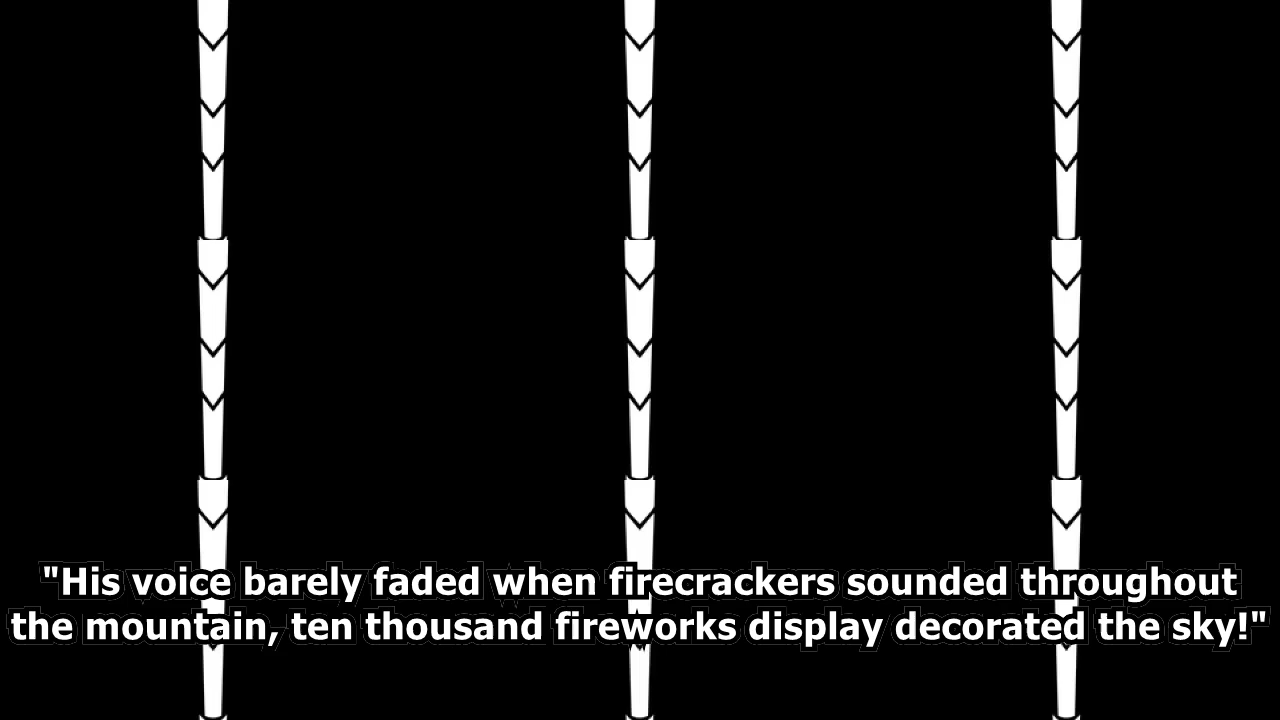 "His voice barely faded when firecrackers sounded throughout
the mountain, ten thousand fireworks display decorated the sky!"